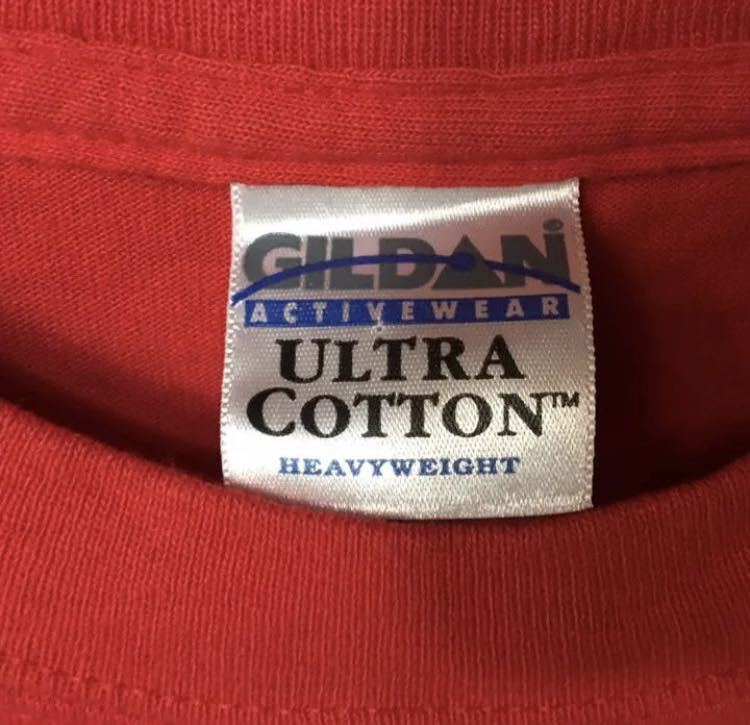 GILDAN®
ACTIVEWEAR
ULTRA
COTTON™
HEAVYWEIGHT